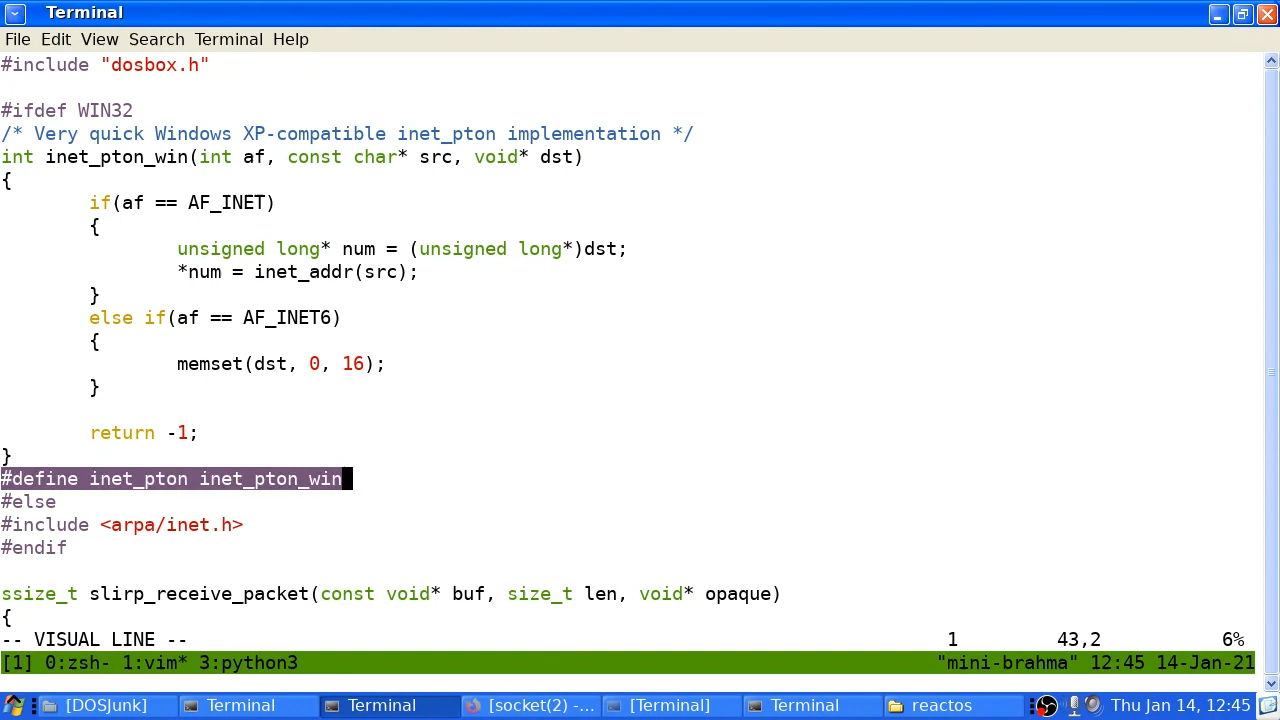 Terminal
File Edit View Search Terminal Help
#include "dosbox.h"
#ifdef WIN32
/* Very quick Windows XP-compatible inet_pton implementation */
int inet_pton_win(int af, const char* src, void* dst)
{
if(af == AF_INET)
{
unsigned long* num = (unsigned long*)dst;
*num = inet_addr(src);
}
else if(af == AF_INET6)
{
memset(dst, 0, 16);
}
return -1;
}
#define inet_pton inet_pton_win
#else
#include <arpa/inet.h>
#endif
ssize_t slirp_receive_packet(const void* buf, size_t len, void* opaque)
{
-- VISUAL LINE -- 1 43,2 6%
[1] 0:zsh- 1:vim* 3:python3 "mini-brahma" 12:45 14-Jan-21
[DOSJunk] Terminal Terminal [socket(2) -... [Terminal] Terminal reactos Thu Jan 14, 12:45